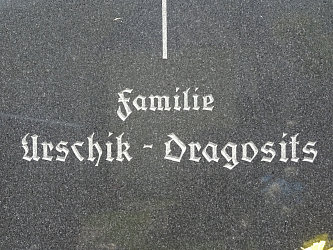 Familie
Urschik - Dragosits